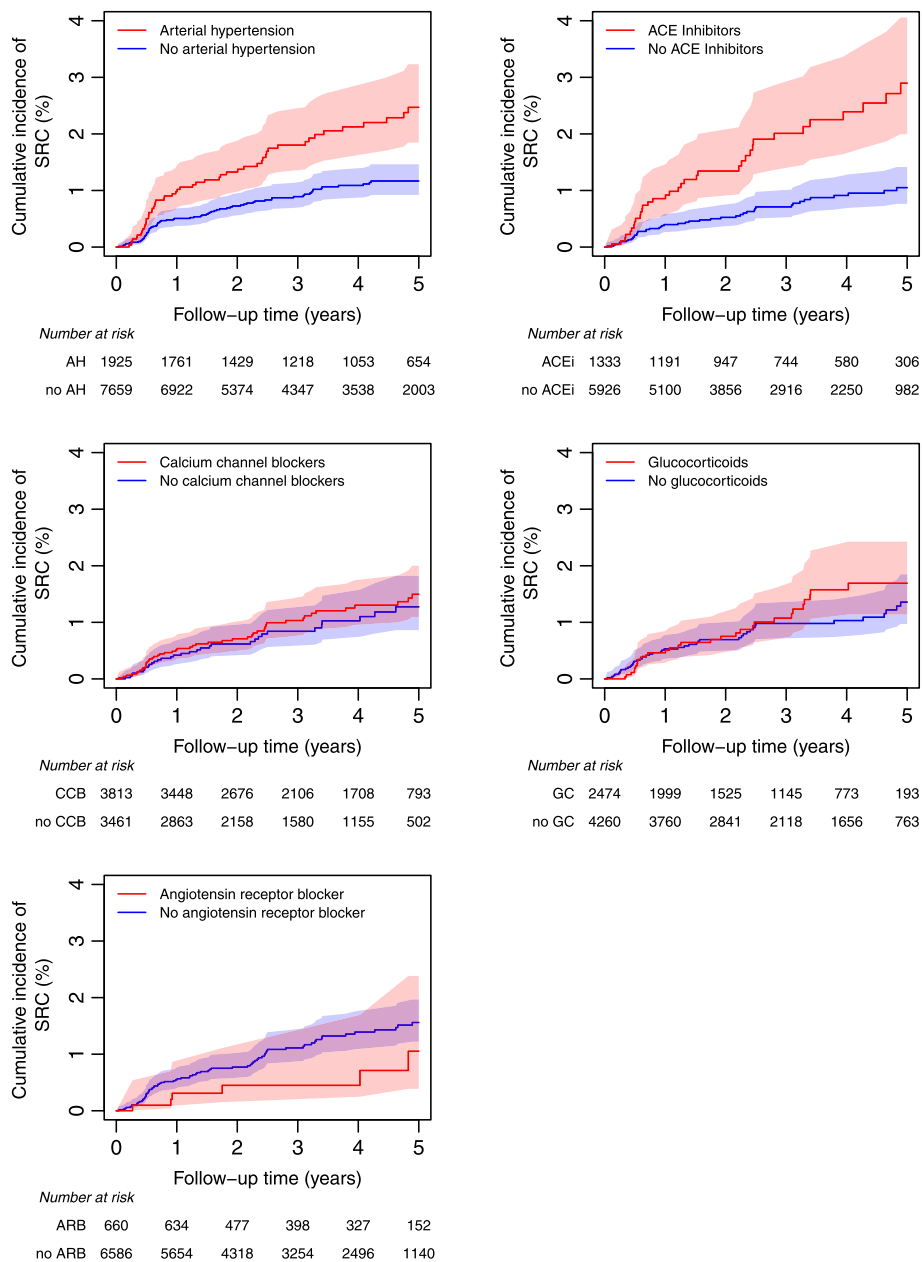 Cumulative incidence of
SRC (%)
4
3
2
1
0
Arterial hypertension
No arterial hypertension
0 1 2 3 4 5
Follow−up time (years)
Number at risk
AH 1925 1761 1429 1218 1053 654
no AH 7659 6922 5374 4347 3538 2003
Cumulative incidence of
SRC (%)
4
3
2
1
0
ACE Inhibitors
No ACE Inhibitors
0 1 2 3 4 5
Follow−up time (years)
Number at risk
ACEi 1333 1191 947 744 580 306
no ACEi 5926 5100 3856 2916 2250 982
Cumulative incidence of
SRC (%)
4
3
2
1
0
Calcium channel blockers
No calcium channel blockers
0 1 2 3 4 5
Follow−up time (years)
Number at risk
CCB 3813 3448 2676 2106 1708 793
no CCB 3461 2863 2158 1580 1155 502
Cumulative incidence of
SRC (%)
4
3
2
1
0
Glucocorticoids
No glucocorticoids
0 1 2 3 4 5
Follow−up time (years)
Number at risk
GC 2474 1999 1525 1145 773 193
no GC 4260 3760 2841 2118 1656 763
Cumulative incidence of
SRC (%)
4
3
2
1
0
Angiotensin receptor blocker
No angiotensin receptor blocker
0 1 2 3 4 5
Follow−up time (years)
Number at risk
ARB 660 634 477 398 327 152
no ARB 6586 5654 4318 3254 2496 1140